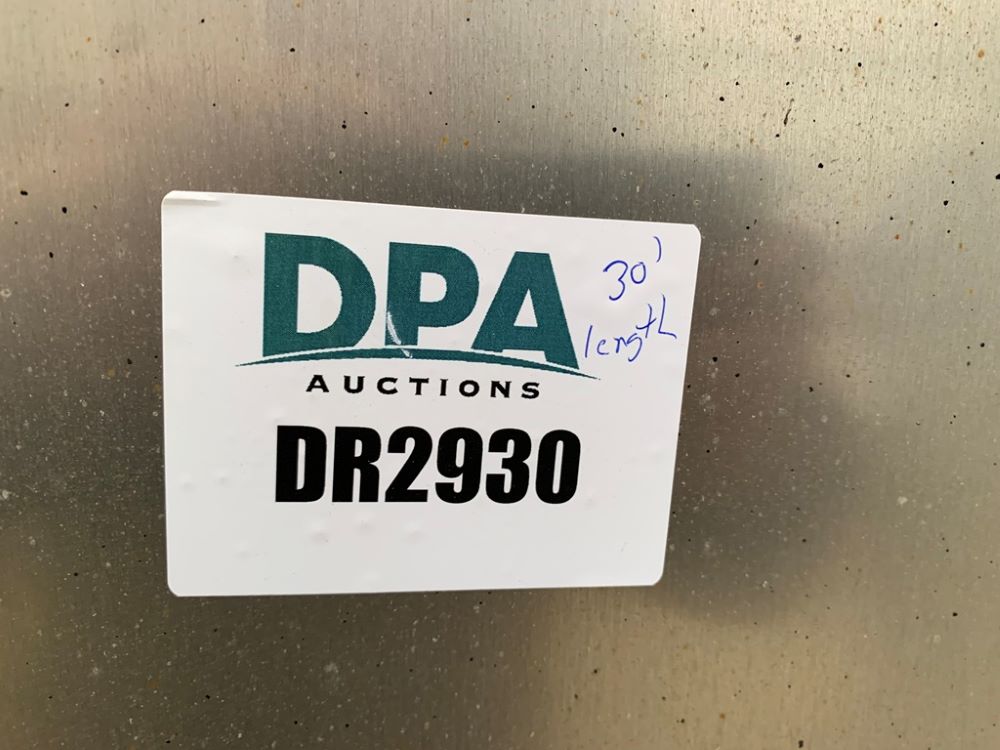 DPA
AUCTIONS
30'
length
DR2930